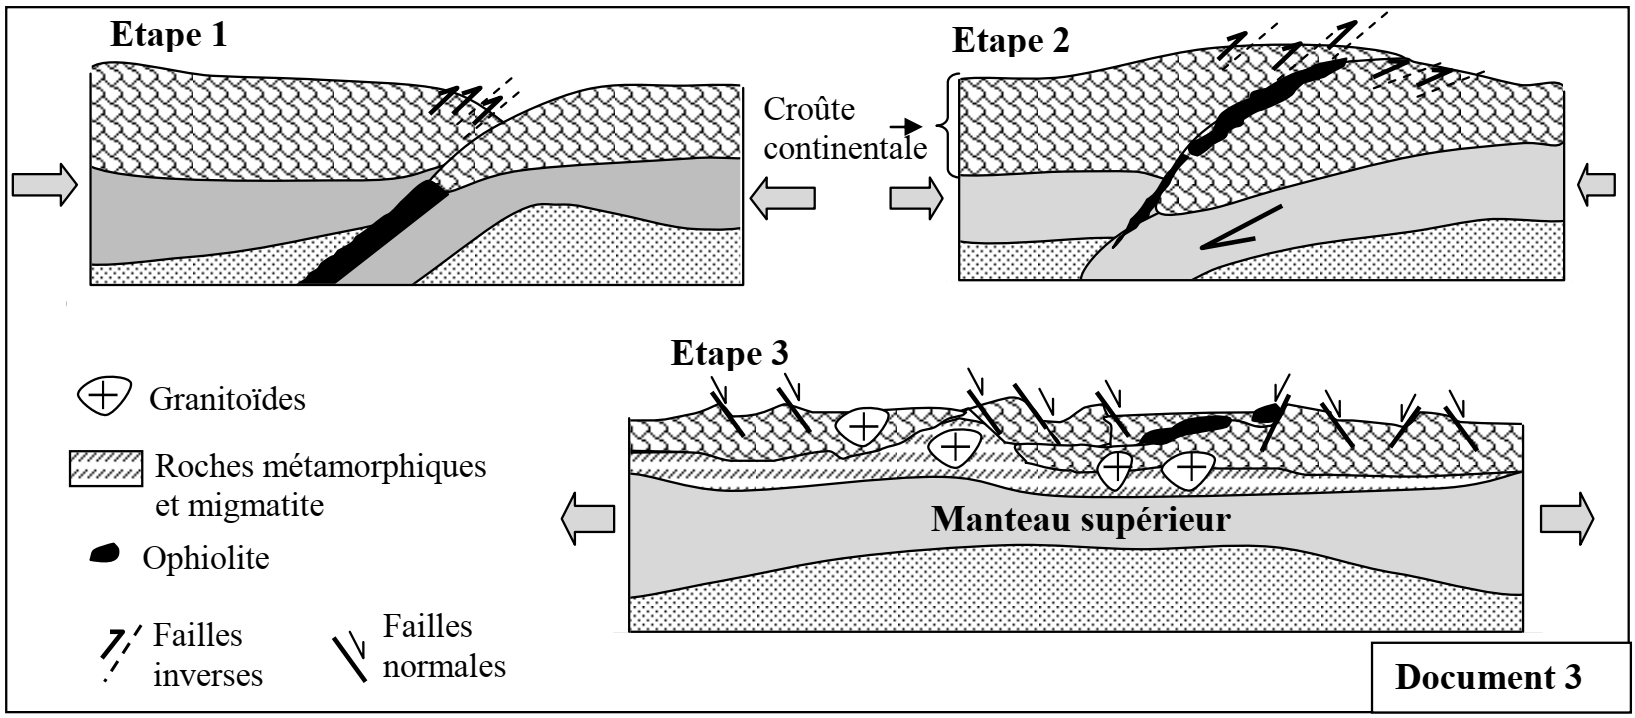 Etape 1
Etape 2
Croûte
continentale
Etape 3
Granitoïdes
Roches métamorphiques
et migmatite
Ophiolite
Failles
inverses
Failles
normales
Manteau supérieur
Document 3